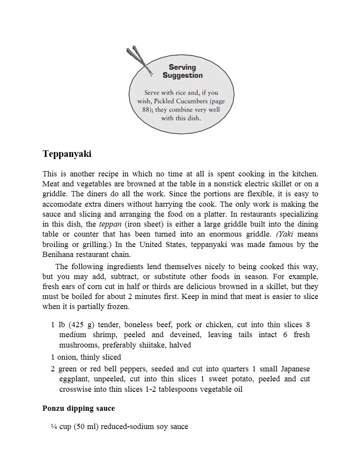 Serving
Suggestion
Serve with rice and, if you
wish, Pickled Cucumbers (page
88); they combine very well
with this dish.
Teppanyaki
This is another recipe in which no time at all is spent cooking in the kitchen.
Meat and vegetables are browned at the table in a nonstick electric skillet or on a
griddle. The diners do all the work. Since the portions are flexible, it is easy to
accomodate extra diners without harrying the cook. The only work is making the
sauce and slicing and arranging the food on a platter. In restaurants specializing
in this dish, the teppan (iron sheet) is either a large griddle built into the dining
table or counter that has been turned into an enormous griddle. (Yaki means
broiling or grilling.) In the United States, teppanyaki was made famous by the
Benihana restaurant chain.
The following ingredients lend themselves nicely to being cooked this way,
but you may add, subtract, or substitute other foods in season. For example,
fresh ears of corn cut in half or thirds are delicious browned in a skillet, but they
must be boiled for about 2 minutes first. Keep in mind that meat is easier to slice
when it is partially frozen.
1 lb (425 g) tender, boneless beef, pork or chicken, cut into thin slices 8
medium shrimp, peeled and deveined, leaving tails intact 6 fresh
mushrooms, preferably shiitake, halved
1 onion, thinly sliced
2 green or red bell peppers, seeded and cut into quarters 1 small Japanese
eggplant, unpeeled, cut into thin slices 1 sweet potato, peeled and cut
crosswise into thin slices 1-2 tablespoons vegetable oil
Ponzu dipping sauce
¼ cup (50 ml) reduced-sodium soy sauce